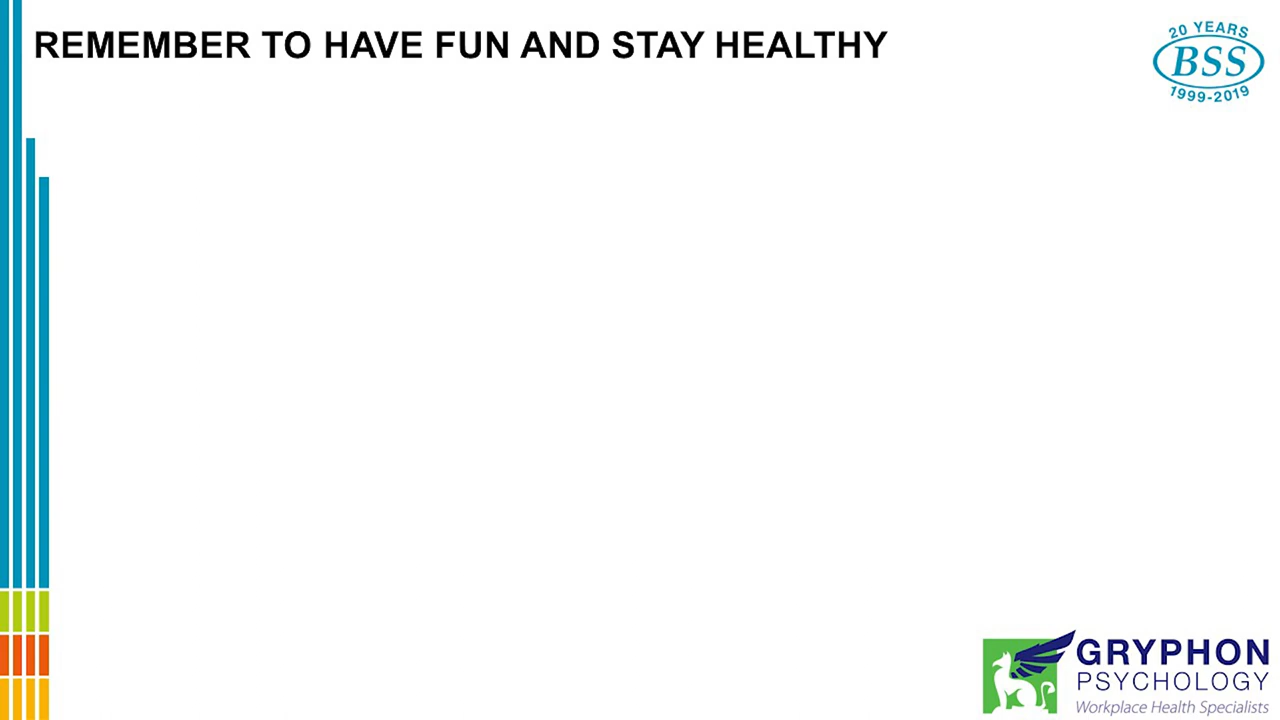 REMEMBER TO HAVE FUN AND STAY HEALTHY
20 YEARS
BSS
1999-2019
GRYPHON
PSYCHOLOGY
Workplace Health Specialists